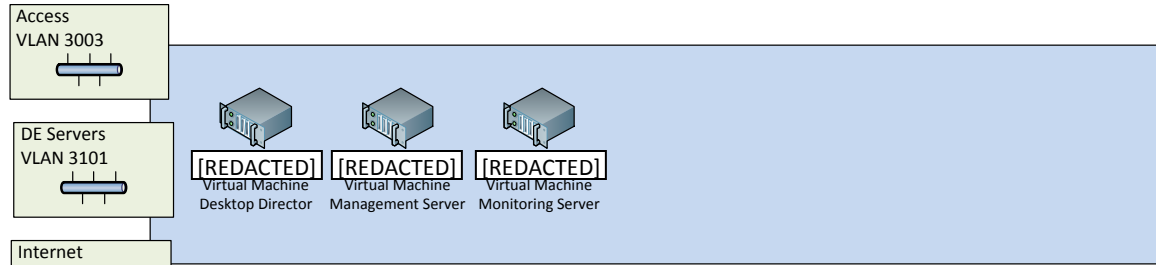 Access
VLAN 3003
DE Servers
VLAN 3101
[REDACTED] [REDACTED] [REDACTED]
Virtual Machine Virtual Machine Virtual Machine
Desktop Director Management Server Monitoring Server
Internet